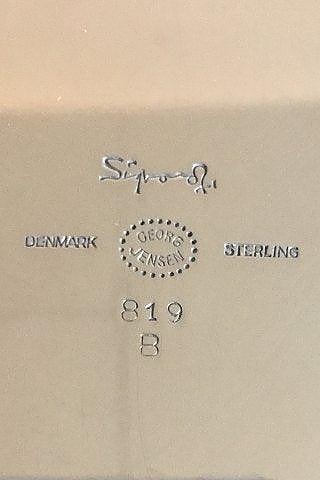 DENMARK
GEORG
JENSEN
STERLING
819
B